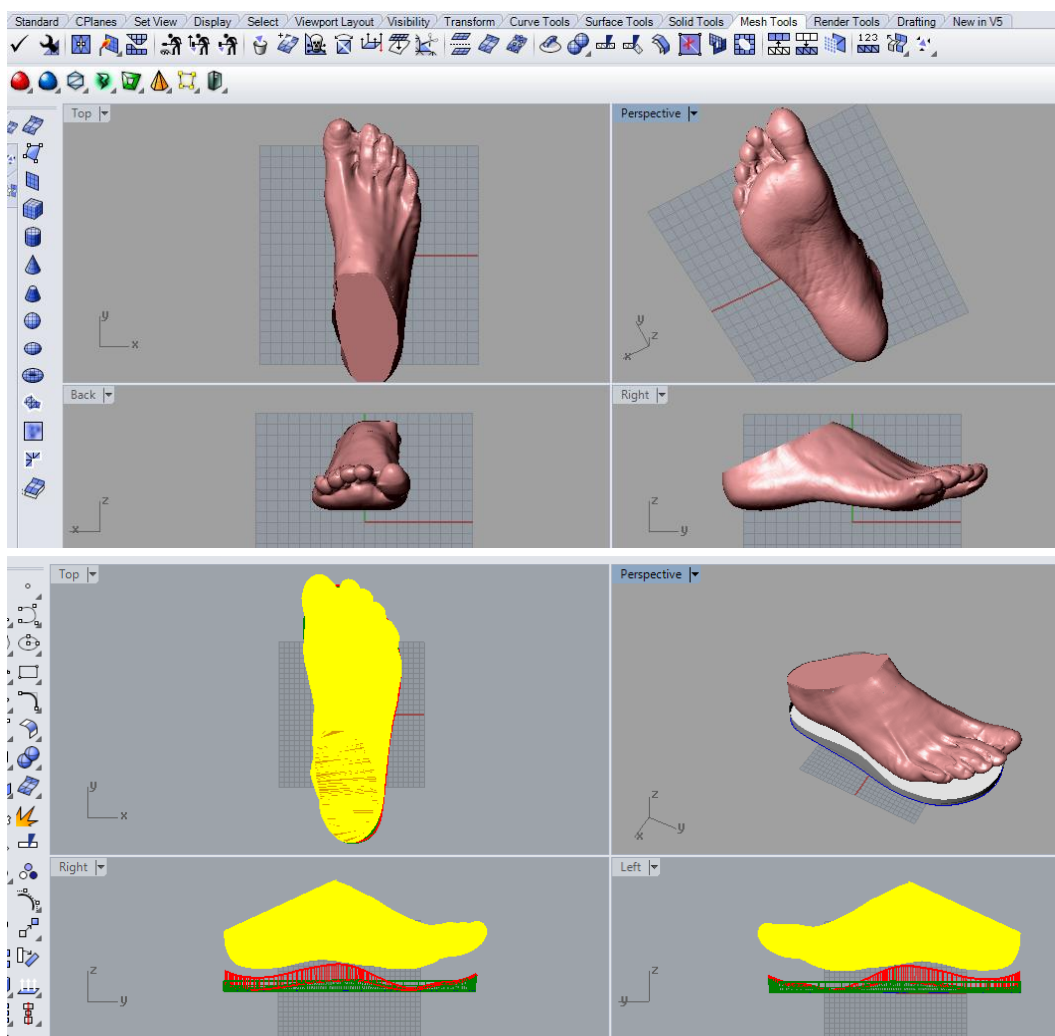 Standard CPlanes Set View Display Select Viewport Layout Visibility Transform Curve Tools Surface Tools Solid Tools Mesh Tools Render Tools Drafting New in V5
123
Top Perspective
y x
y z x
Back Right
z x
z y
Top Perspective
y x
z y x
Right Left
z y
z y